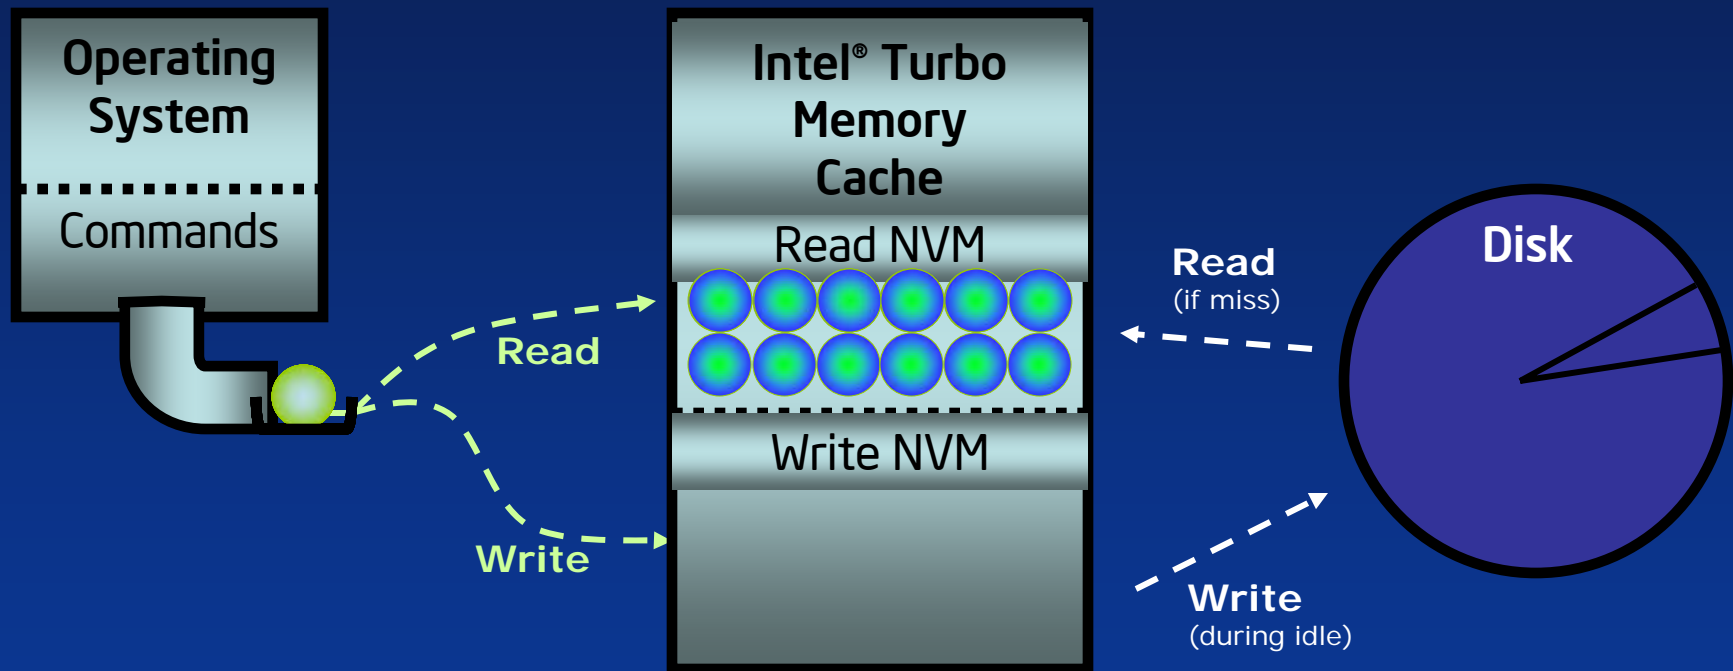 Operating
System
Commands
Read
Write
Intel® Turbo
Memory
Cache
Read NVM
Write NVM
Read
(if miss)
Write
(during idle)
Disk